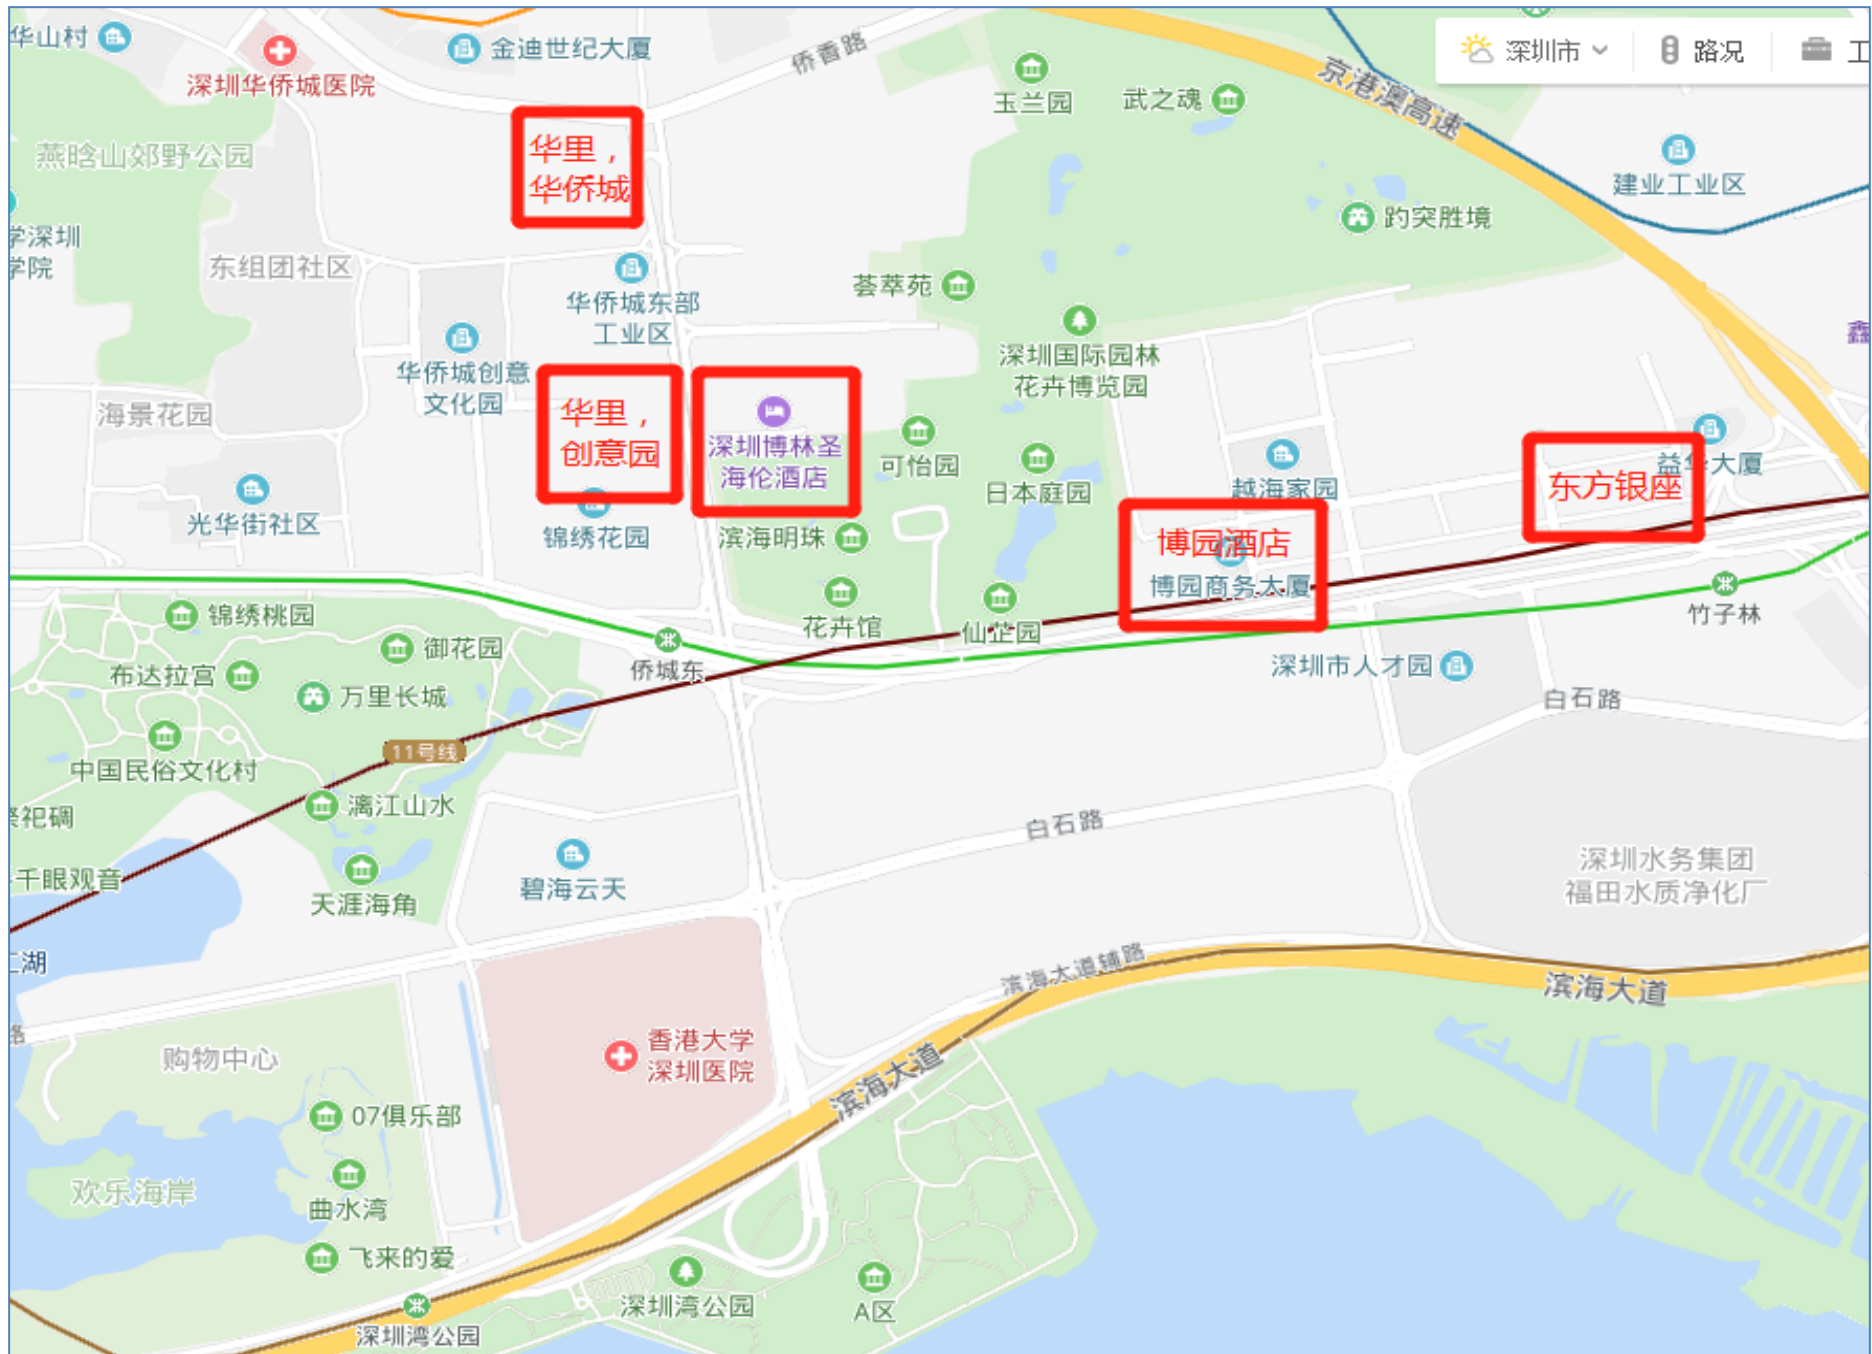 华山村
深圳华侨城医院
金迪世纪大厦
侨香路
玉兰园
武之魂
京港澳高速
深圳市
路况
工
建业工业区
燕晗山郊野公园
华里，
华侨城
趵突胜境
学深圳
学院
东组团社区
华侨城东部
工业区
荟萃苑
鑫
深圳国际园林
花卉博览园
华侨城创意
文化园
海景花园
华里，
创意园
深圳博林圣
海伦酒店
可怡园
日本庭园
越海家园
益华大厦
东方银座
光华街社区
锦绣花园
滨海明珠
博园酒店
博园商务大厦
锦绣桃园
御花园
花卉馆
仙芷园
竹子林
布达拉宫
侨城东
深圳市人才园
万里长城
白石路
11号线
中国民俗文化村
漓江山水
祭祀碉
白石路
千眼观音
天涯海角
碧海云天
深圳水务集团
福田水质净化厂
湖
滨海大道辅路
滨海大道
路
购物中心
香港大学
深圳医院
滨海大道
07俱乐部
欢乐海岸
曲水湾
飞来的爱
深圳湾公园
A区
深圳湾公园